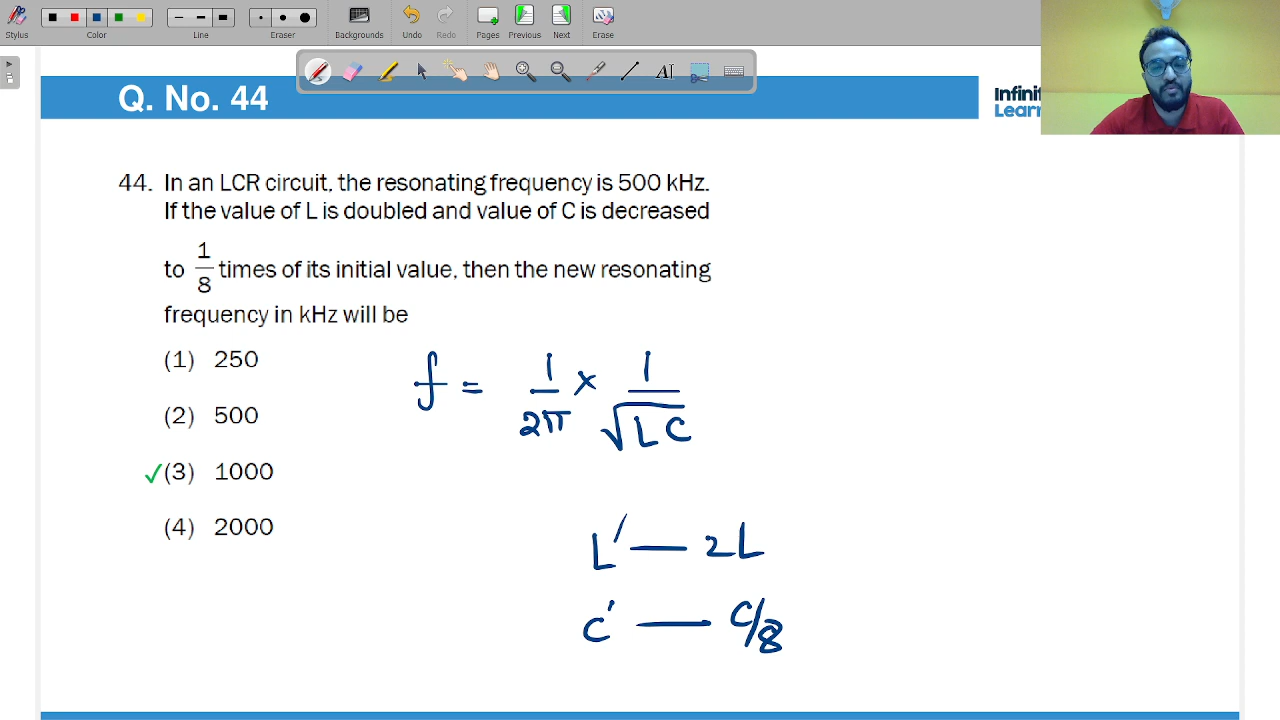 Stylus
Color
Line
Eraser
Backgrounds
Undo
Redo
Pages
Previous
Next
Erase
Q. No. 44
Infinit
Learn
44. In an LCR circuit, the resonating frequency is 500 kHz.
If the value of L is doubled and value of C is decreased
to 1/8 times of its initial value, then the new resonating
frequency in kHz will be
(1) 250
(2) 500
✓(3) 1000
(4) 2000
f = 1/2π × 1/√LC
L′ — 2L
C′ — C/8